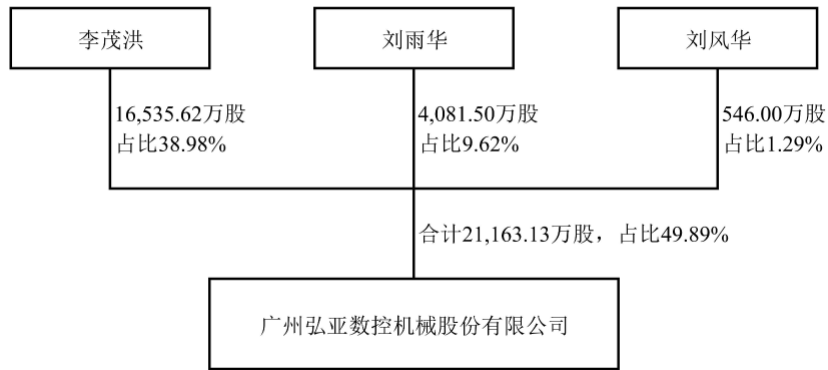 李茂洪
刘雨华
刘风华
16,535.62万股
占比38.98%
4,081.50万股
占比9.62%
546.00万股
占比1.29%
合计21,163.13万股，占比49.89%
广州弘亚数控机械股份有限公司